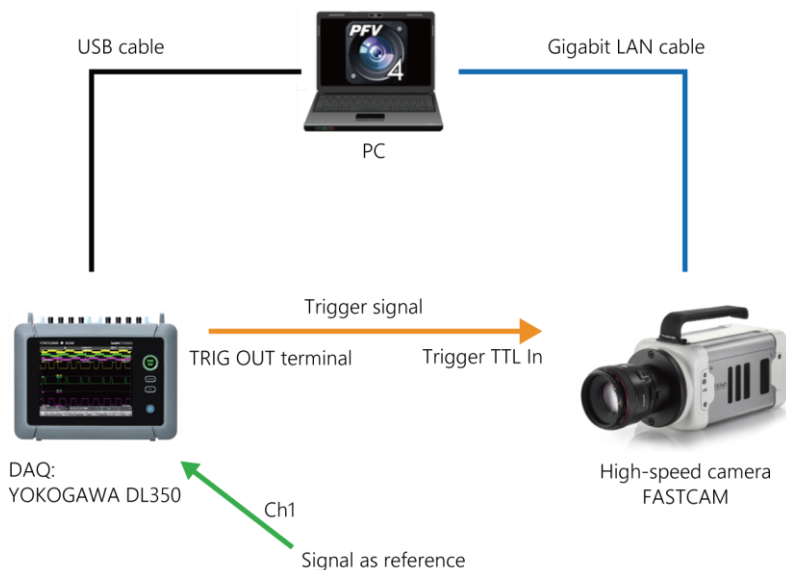 USB cable
PFV
4
Gigabit LAN cable
PC
Trigger signal
TRIG OUT terminal
Trigger TTL In
YOKOGAWA
DAQ:
YOKOGAWA DL350
High-speed camera
FASTCAM
Ch1
Signal as reference